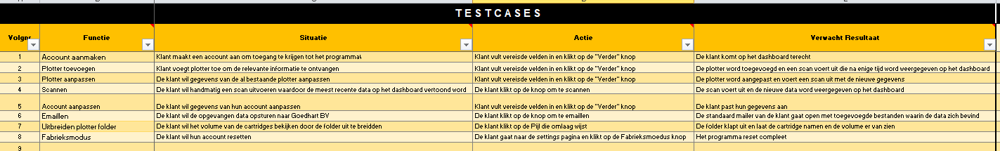 TESTCASES
Volgnr Functie Situatie Actie Verwacht Resultaat
1 Account aanmaken Klant maakt een account aan om toegang te krijgen tot het programma\ Klant vult vereisde velden in en klikt op de "Verder" knop De klant komt op het dashboard terecht
2 Plotter toevoegen Klant voegt plotter toe om de relevante informatie te ontvangen Klant vult vereisde velden in en klikt op de "Verder" knop De plotter word toegevoegd en een scan voert uit die na enige tijd word weergegeven op het dashboard
3 Plotter aanpassen De klant wil gegevens van de al bestaande plotter aanpassen Klant vult vereisde velden in en klikt op de "Verder" knop De plotter word aangepast en voert een scan uit met de nieuwe gegevens
4 Scannen De klant wil handmatig een scan uitvoeren waardoor de meest recente data op het dashboard vertoond word De klant klikt op de knop om te scannen De scan voert uit en de nieuwe data word weergegeven op het dashboard
5 Account aanpassen De klant wil gegevens van hun account aanpassen Klant vult vereisde velden in en klikt op de "Verder" knop De klant past hun gegevens aan
6 Emaillen De klant wil de opgevangen data opsturen naar Goedhart BV De klant klikt op de knop om te emaillen De standaard mailer van de klant gaat open met toegevoegde bestanden waarin de data zich bevind
7 Uitbreiden plotter folder De klant wil het volume van de cartridges bekijken door de folder uit te breidden De klant klikt op de Pijl die omlaag wijst De folder klapt uit en laat de cartridge namen en de volume er van zien
8 Fabrieksmodus De klant wil hun account resetten De klant gaat naar de settings pagina en klikt op de Fabrieksmoedus knop Het programma reset compleet
9